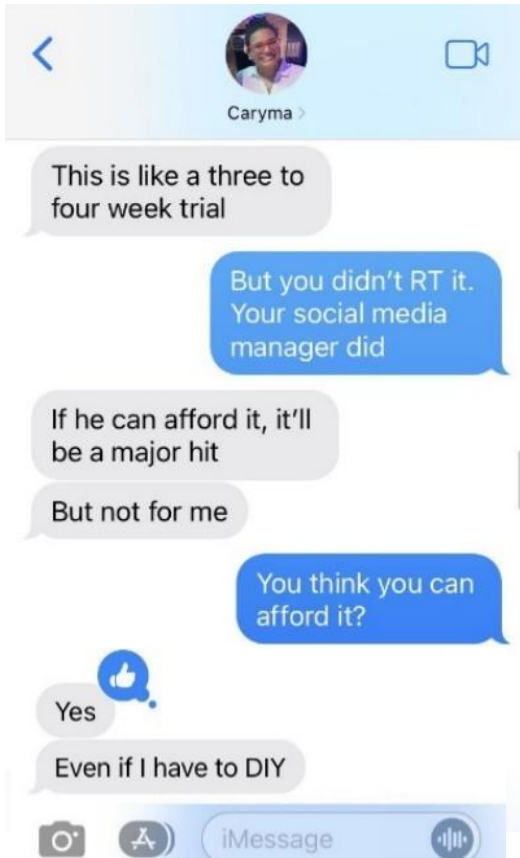 Caryma
This is like a three to
four week trial
But you didn’t RT it.
Your social media
manager did
If he can afford it, it’ll
be a major hit
But not for me
You think you can
afford it?
Yes
Even if I have to DIY
iMessage